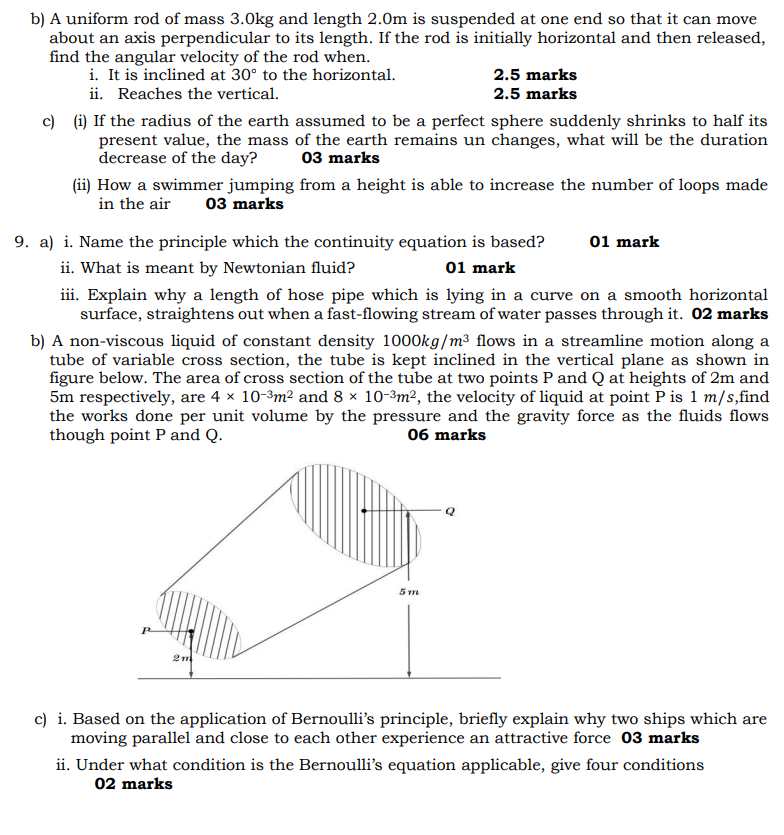 b) A uniform rod of mass 3.0kg and length 2.0m is suspended at one end so that it can move
about an axis perpendicular to its length. If the rod is initially horizontal and then released,
find the angular velocity of the rod when.
i. It is inclined at 30° to the horizontal. 2.5 marks
ii. Reaches the vertical. 2.5 marks
c) (i) If the radius of the earth assumed to be a perfect sphere suddenly shrinks to half its
present value, the mass of the earth remains un changes, what will be the duration
decrease of the day? 03 marks
(ii) How a swimmer jumping from a height is able to increase the number of loops made
in the air 03 marks
9. a) i. Name the principle which the continuity equation is based? 01 mark
ii. What is meant by Newtonian fluid? 01 mark
iii. Explain why a length of hose pipe which is lying in a curve on a smooth horizontal
surface, straightens out when a fast-flowing stream of water passes through it. 02 marks
b) A non-viscous liquid of constant density 1000kg/m³ flows in a streamline motion along a
tube of variable cross section, the tube is kept inclined in the vertical plane as shown in
figure below. The area of cross section of the tube at two points P and Q at heights of 2m and
5m respectively, are 4 × 10⁻³m² and 8 × 10⁻³m², the velocity of liquid at point P is 1 m/s,find
the works done per unit volume by the pressure and the gravity force as the fluids flows
though point P and Q. 06 marks
Q
5 m
P
2 m
c) i. Based on the application of Bernoulli's principle, briefly explain why two ships which are
moving parallel and close to each other experience an attractive force 03 marks
ii. Under what condition is the Bernoulli's equation applicable, give four conditions
02 marks